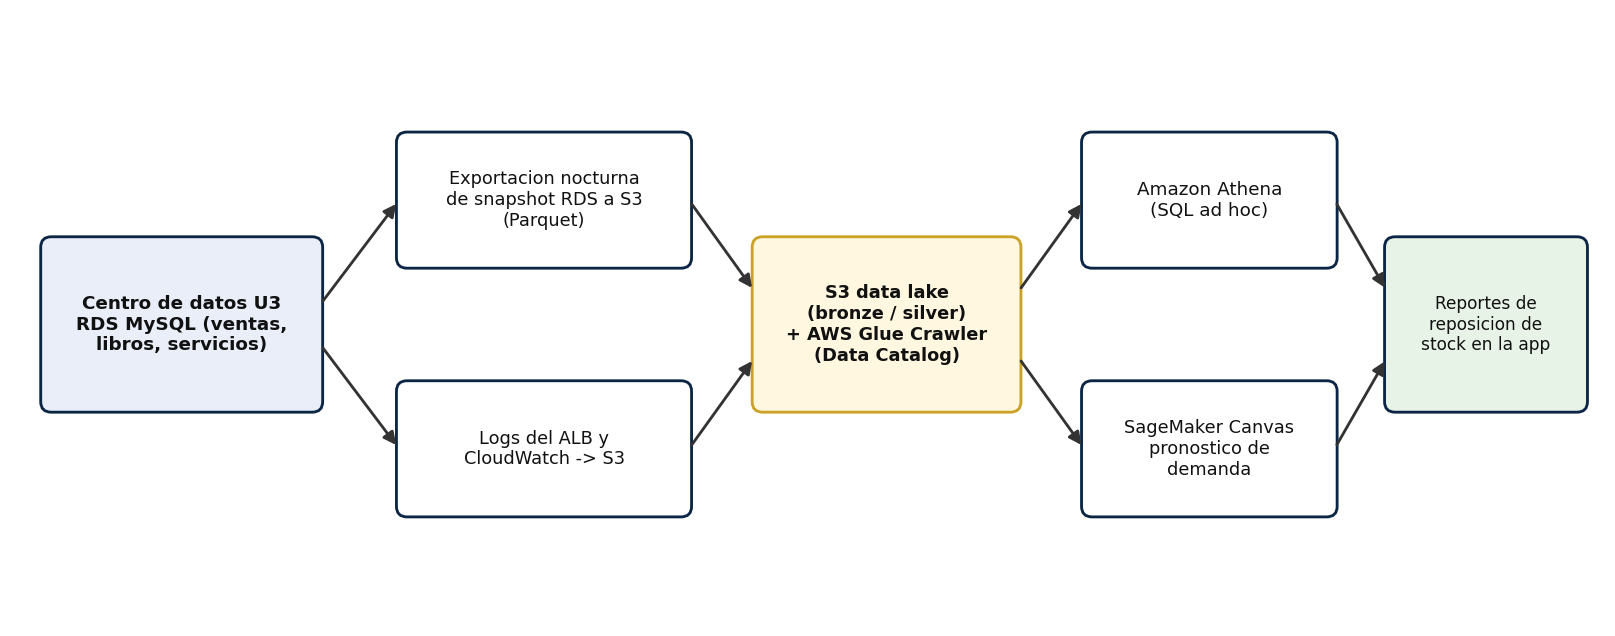 Centro de datos U3
RDS MySQL (ventas,
libros, servicios)
Exportacion nocturna
de snapshot RDS a S3
(Parquet)
Logs del ALB y
CloudWatch -> S3
S3 data lake
(bronze / silver)
+ AWS Glue Crawler
(Data Catalog)
Amazon Athena
(SQL ad hoc)
SageMaker Canvas
pronostico de
demanda
Reportes de
reposicion de
stock en la app